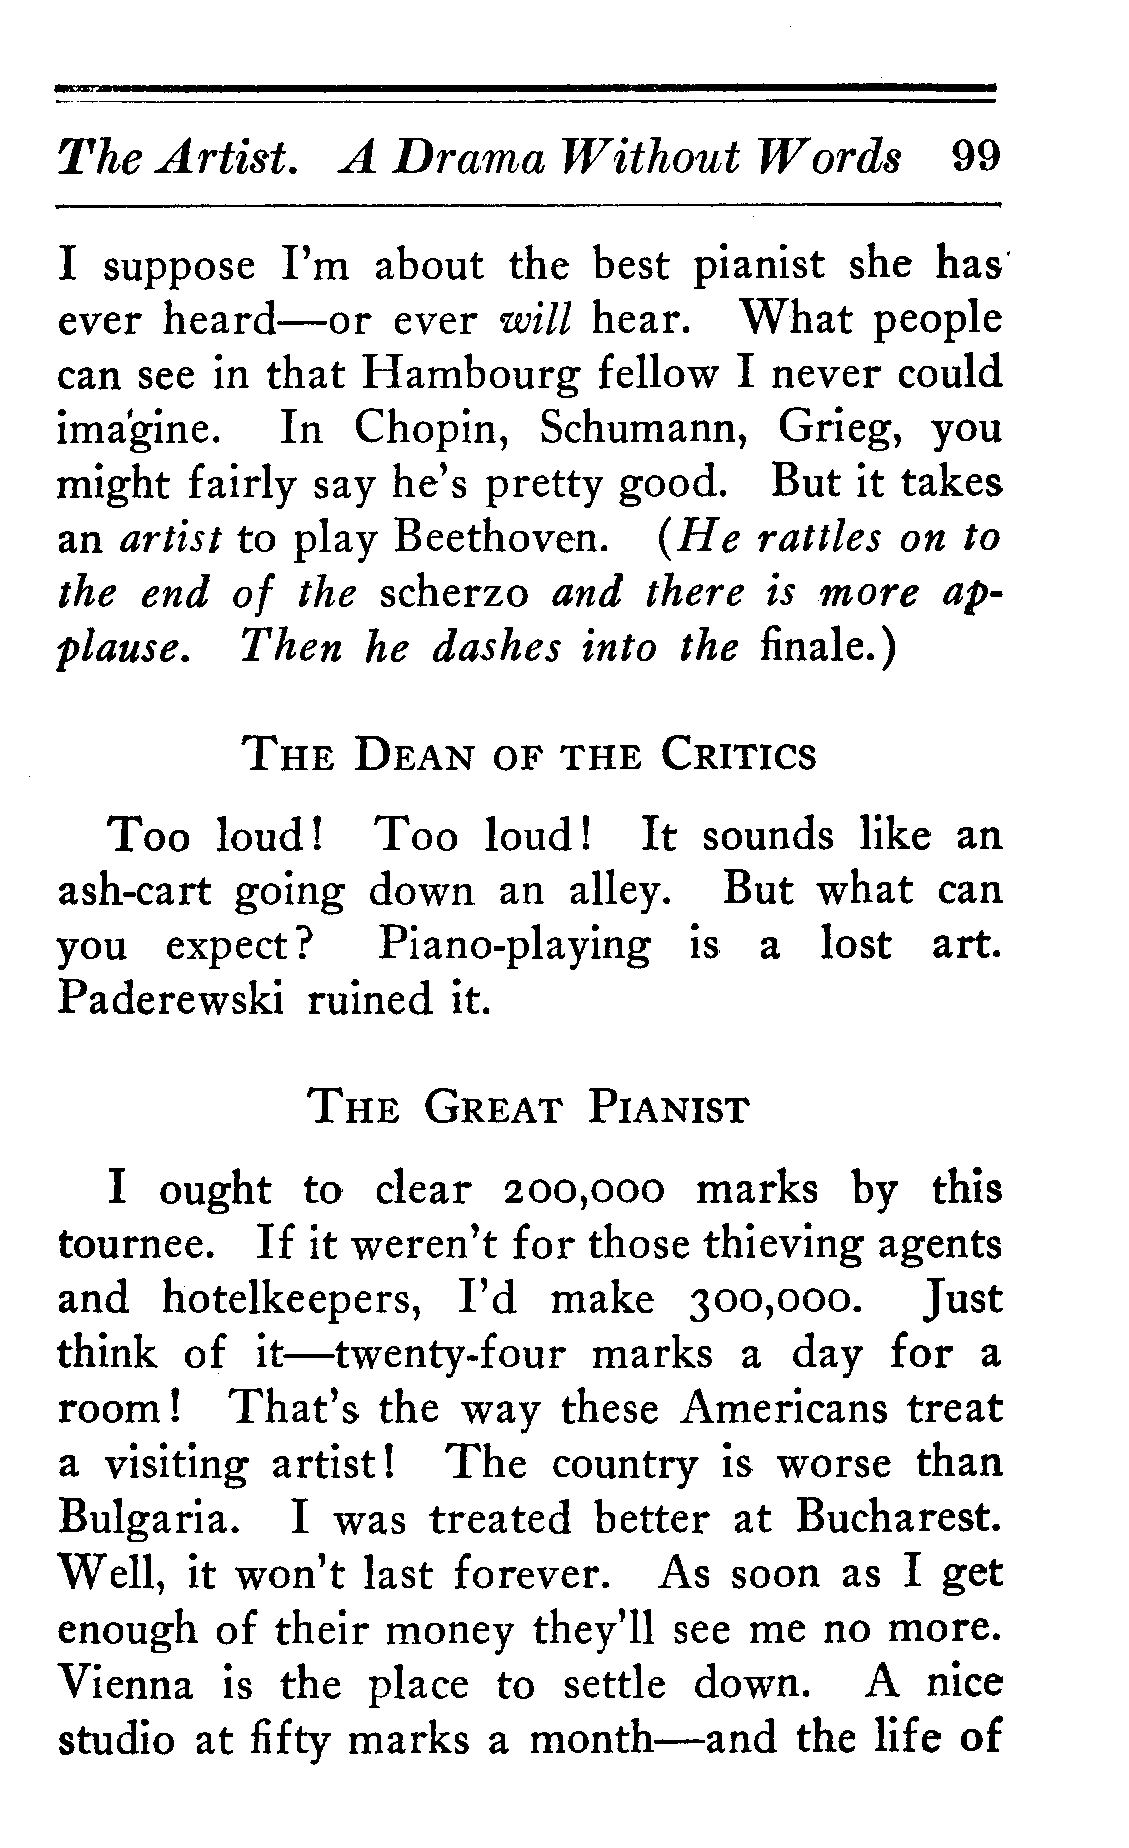 The Artist. A Drama Without Words 99
I suppose I'm about the best pianist she has
ever heard—or ever will hear. What people
can see in that Hambourg fellow I never could
imagine. In Chopin, Schumann, Grieg, you
might fairly say he's pretty good. But it takes
an artist to play Beethoven. (He rattles on to
the end of the scherzo and there is more ap-
plause. Then he dashes into the finale.)
THE DEAN OF THE CRITICS
Too loud! Too loud! It sounds like an
ash-cart going down an alley. But what can
you expect? Piano-playing is a lost art.
Paderewski ruined it.
THE GREAT PIANIST
I ought to clear 200,000 marks by this
tournee. If it weren't for those thieving agents
and hotelkeepers, I'd make 300,000. Just
think of it—twenty-four marks a day for a
room! That's the way these Americans treat
a visiting artist! The country is worse than
Bulgaria. I was treated better at Bucharest.
Well, it won't last forever. As soon as I get
enough of their money they'll see me no more.
Vienna is the place to settle down. A nice
studio at fifty marks a month—and the life of